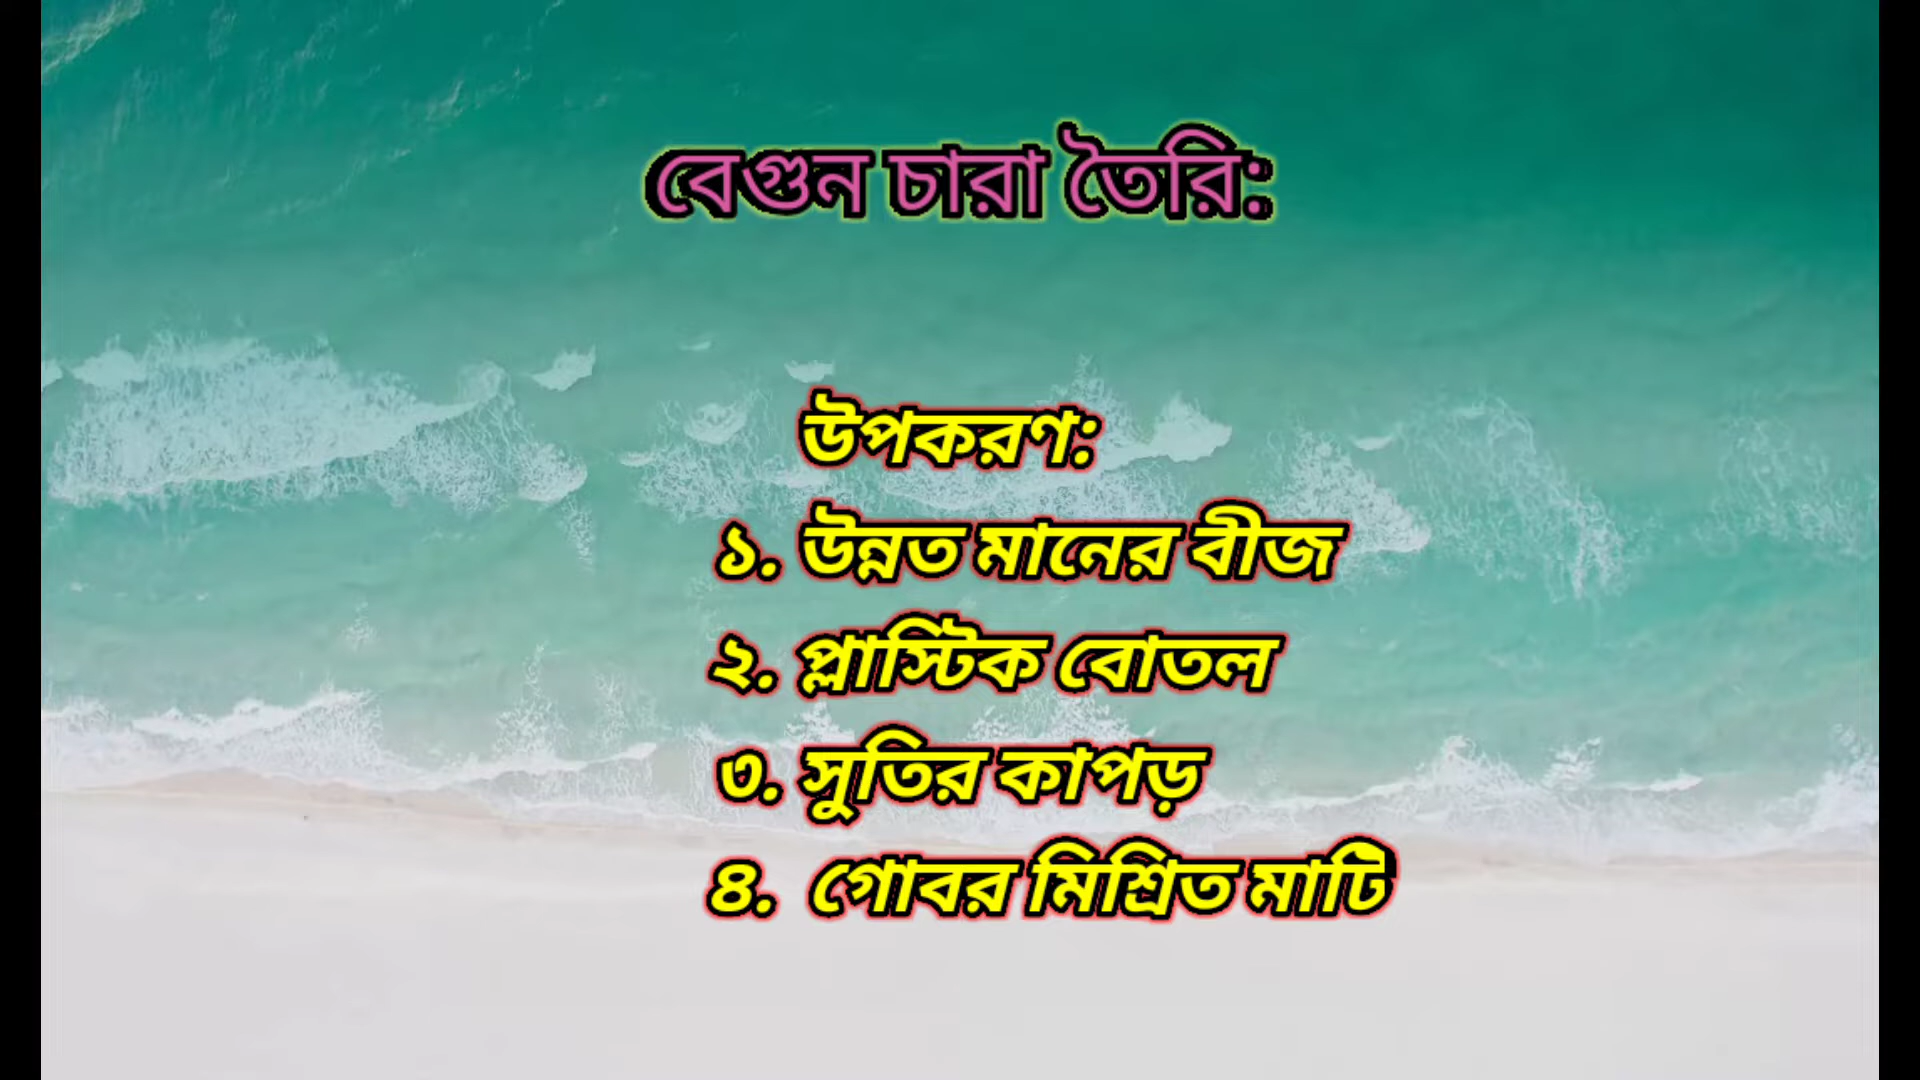 বেগুন চারা তৈরি:
উপকরণ:
১. উন্নত মানের বীজ
২. প্লাস্টিক বোতল
৩. সুতির কাপড়
৪. গোবর মিশ্রিত মাটি